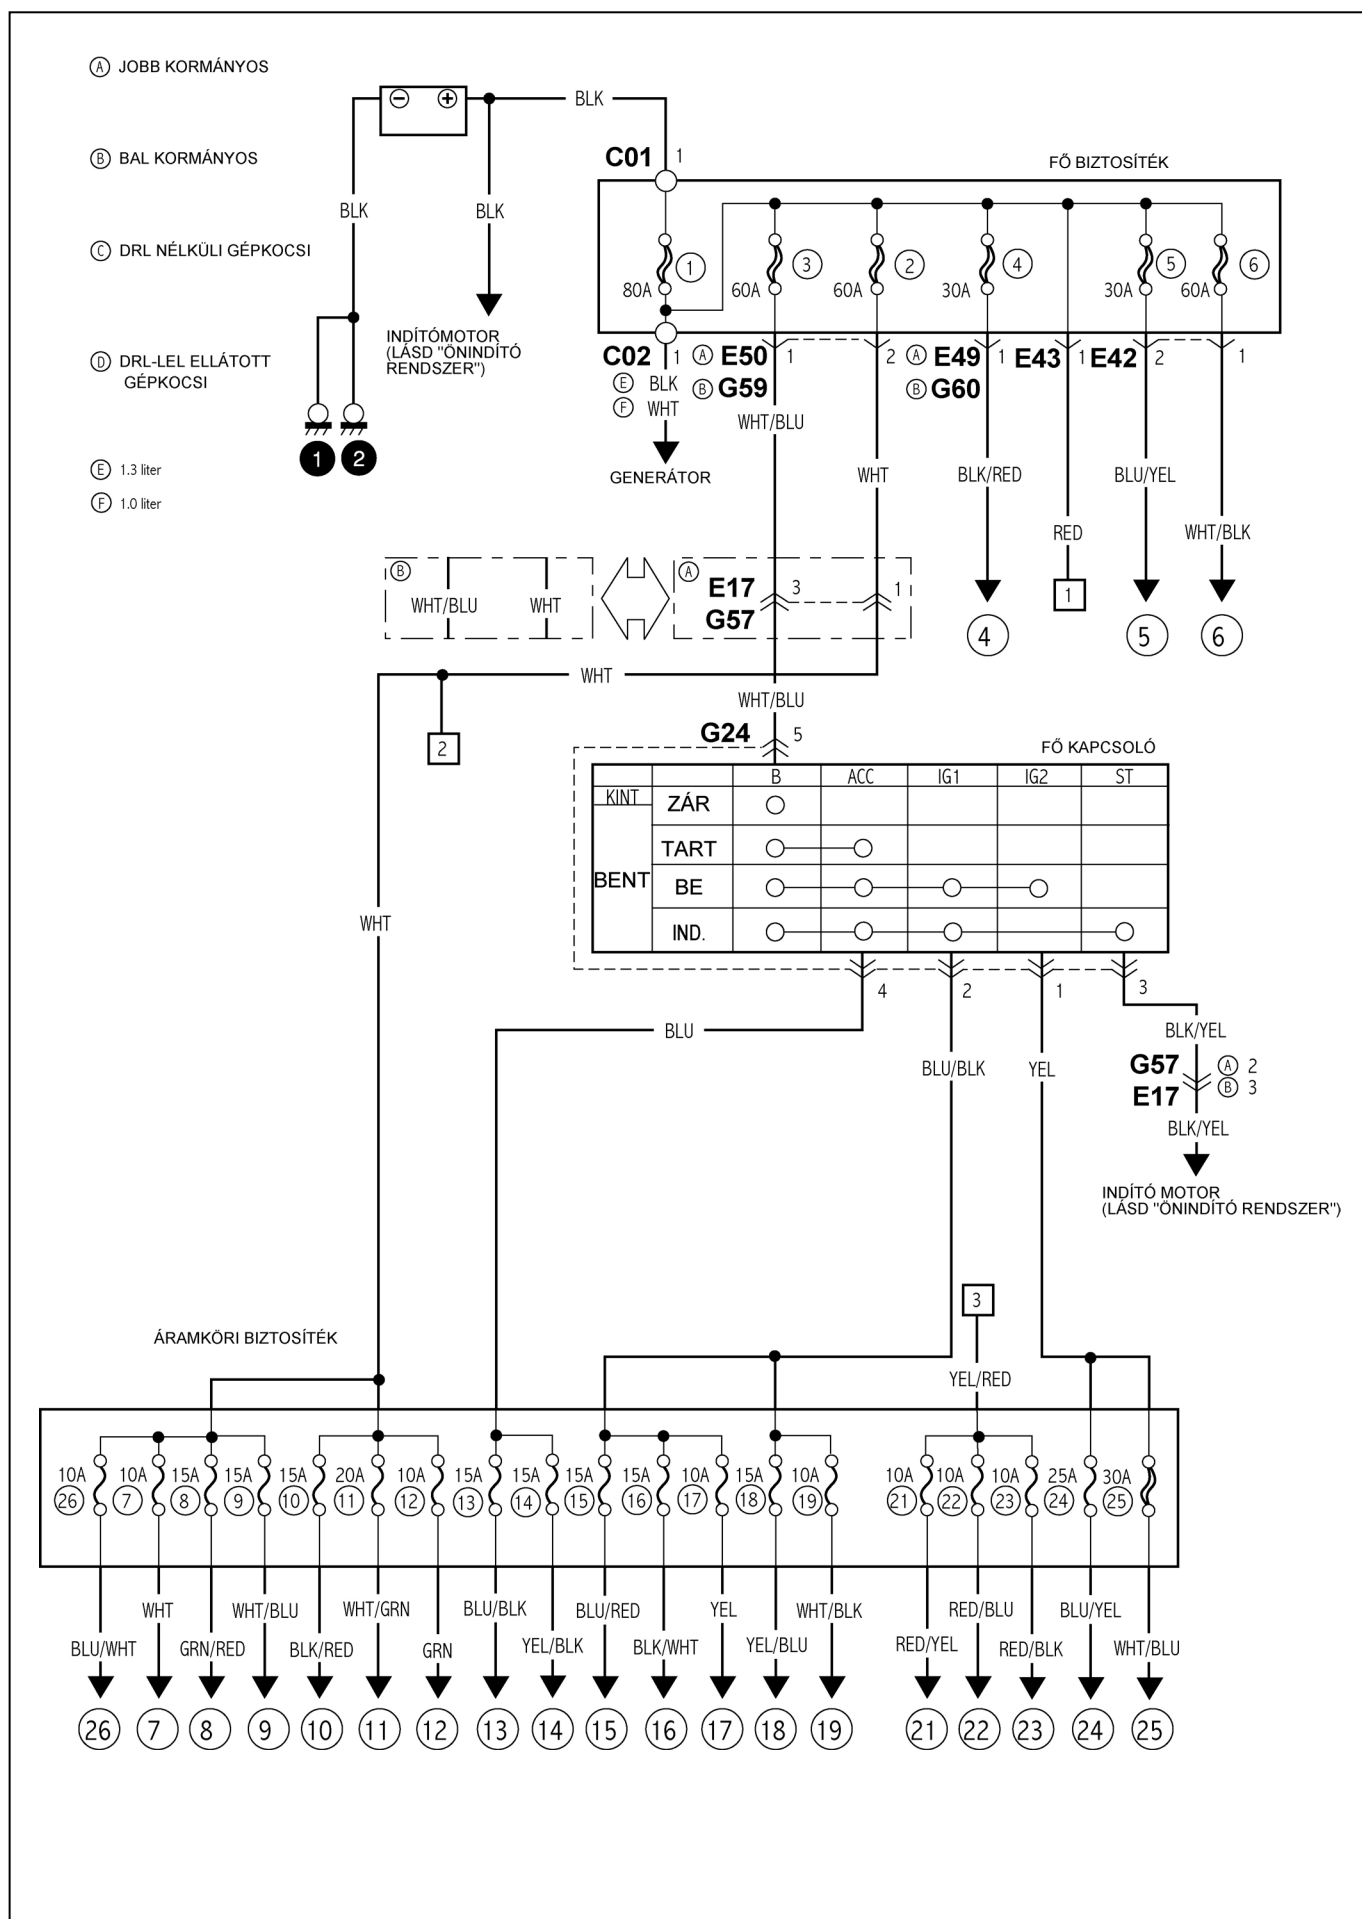 Ⓐ JOBB KORMÁNYOS
Ⓑ BAL KORMÁNYOS
Ⓒ DRL NÉLKÜLI GÉPKOCSI
Ⓓ DRL-LEL ELLÁTOTT
GÉPKOCSI
Ⓔ 1.3 liter
Ⓕ 1.0 liter
− +
BLK
BLK
BLK
C01 1
FŐ BIZTOSÍTÉK
1 3 2 4 5 6
80A 60A 60A 30A 30A 60A
INDÍTÓMOTOR
(LÁSD "ÖNINDÍTÓ
RENDSZER")
C02 1 Ⓐ E50 1 2 Ⓐ E49 1 E43 1 E42 2 1
Ⓔ BLK Ⓑ G59 Ⓑ G60
Ⓕ WHT
WHT/BLU
1 2
GENERÁTOR
WHT BLK/RED BLU/YEL
RED WHT/BLK
Ⓑ Ⓐ
E17 3 1
WHT/BLU WHT
G57
1
4 5 6
WHT
WHT/BLU
G24 5
2
FŐ KAPCSOLÓ
B ACC IG1 IG2 ST
KINT ZÁR
TART
BENT BE
IND.
WHT
4 2 1 3
BLU
BLK/YEL
BLU/BLK YEL
G57 Ⓐ 2
E17 Ⓑ 3
BLK/YEL
INDÍTÓ MOTOR
(LÁSD "ÖNINDÍTÓ RENDSZER")
3
ÁRAMKÖRI BIZTOSÍTÉK
YEL/RED
10A 10A 15A 15A 15A 20A 10A 15A 15A 15A 15A 10A 15A 10A 10A 10A 10A 25A 30A
26 7 8 9 10 11 12 13 14 15 16 17 18 19 21 22 23 24 25
WHT WHT/BLU WHT/GRN BLU/BLK BLU/RED YEL WHT/BLK RED/BLU BLU/YEL
BLU/WHT GRN/RED BLK/RED GRN YEL/BLK BLK/WHT YEL/BLU RED/YEL RED/BLK WHT/BLU
26 7 8 9 10 11 12 13 14 15 16 17 18 19 21 22 23 24 25